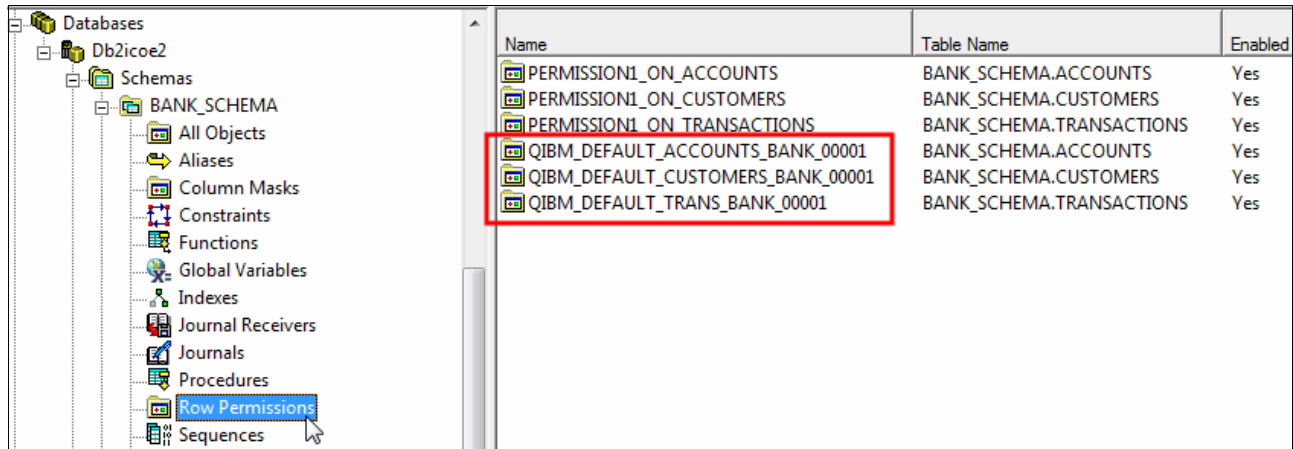 Databases
Db2icoe2
Schemas
BANK_SCHEMA
All Objects
Aliases
Column Masks
Constraints
Functions
Global Variables
Indexes
Journal Receivers
Journals
Procedures
Row Permissions
Sequences
Name Table Name Enabled
PERMISSION1_ON_ACCOUNTS BANK_SCHEMA.ACCOUNTS Yes
PERMISSION1_ON_CUSTOMERS BANK_SCHEMA.CUSTOMERS Yes
PERMISSION1_ON_TRANSACTIONS BANK_SCHEMA.TRANSACTIONS Yes
QIBM_DEFAULT_ACCOUNTS_BANK_00001 BANK_SCHEMA.ACCOUNTS Yes
QIBM_DEFAULT_CUSTOMERS_BANK_00001 BANK_SCHEMA.CUSTOMERS Yes
QIBM_DEFAULT_TRANS_BANK_00001 BANK_SCHEMA.TRANSACTIONS Yes